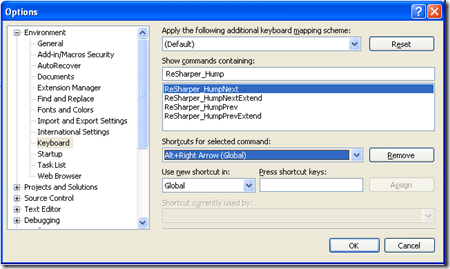 Options
Environment
General
Add-in/Macros Security
AutoRecover
Documents
Extension Manager
Find and Replace
Fonts and Colors
Import and Export Settings
International Settings
Keyboard
Startup
Task List
Web Browser
Projects and Solutions
Source Control
Text Editor
Debugging
Apply the following additional keyboard mapping scheme:
(Default)
Reset
Show commands containing:
ReSharper_Hump
ReSharper_HumpNext
ReSharper_HumpNextExtend
ReSharper_HumpPrev
ReSharper_HumpPrevExtend
Shortcuts for selected command:
Alt+Right Arrow (Global)
Remove
Use new shortcut in:
Press shortcut keys:
Global
Assign
Shortcut currently used by:
OK
Cancel